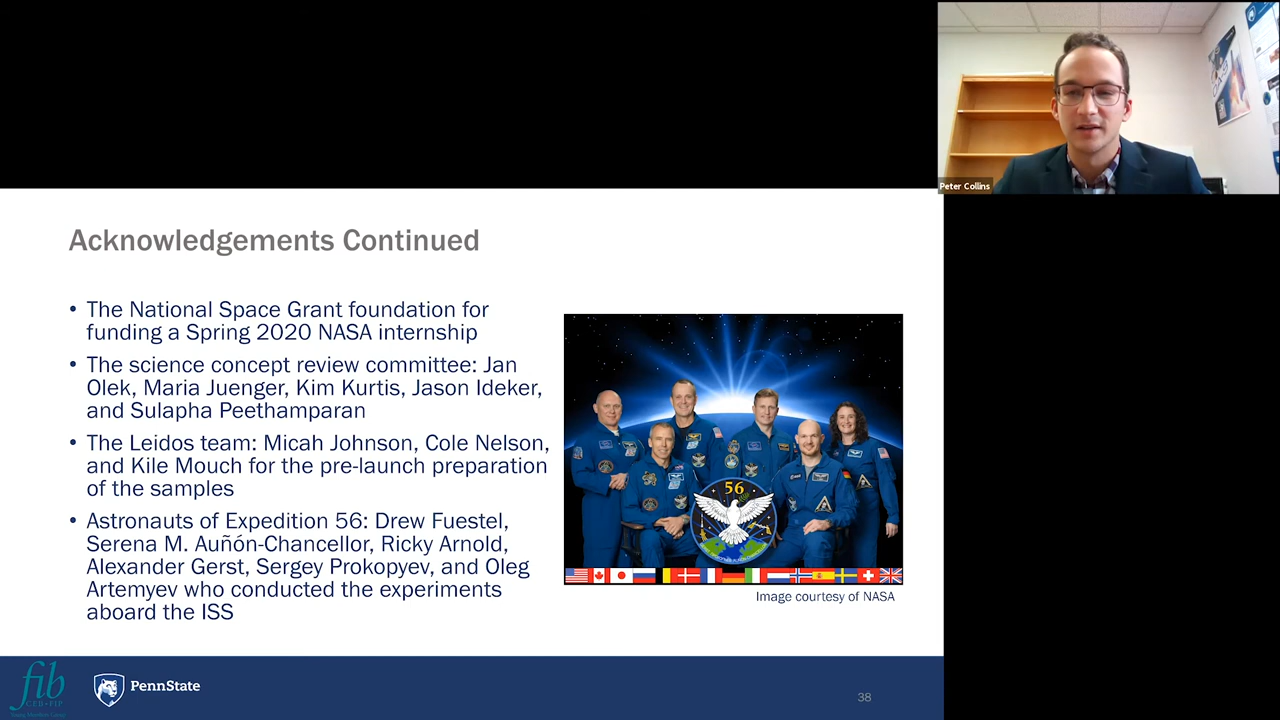 Peter Collins
Acknowledgements Continued
• The National Space Grant foundation for
funding a Spring 2020 NASA internship
• The science concept review committee: Jan
Olek, Maria Juenger, Kim Kurtis, Jason Ideker,
and Sulapha Peethamparan
• The Leidos team: Micah Johnson, Cole Nelson,
and Kile Mouch for the pre-launch preparation
of the samples
• Astronauts of Expedition 56: Drew Fuestel,
Serena M. Auñón-Chancellor, Ricky Arnold,
Alexander Gerst, Sergey Prokopyev, and Oleg
Artemyev who conducted the experiments
aboard the ISS
56
Image courtesy of NASA
fib
CEB-FIP
PennState
38